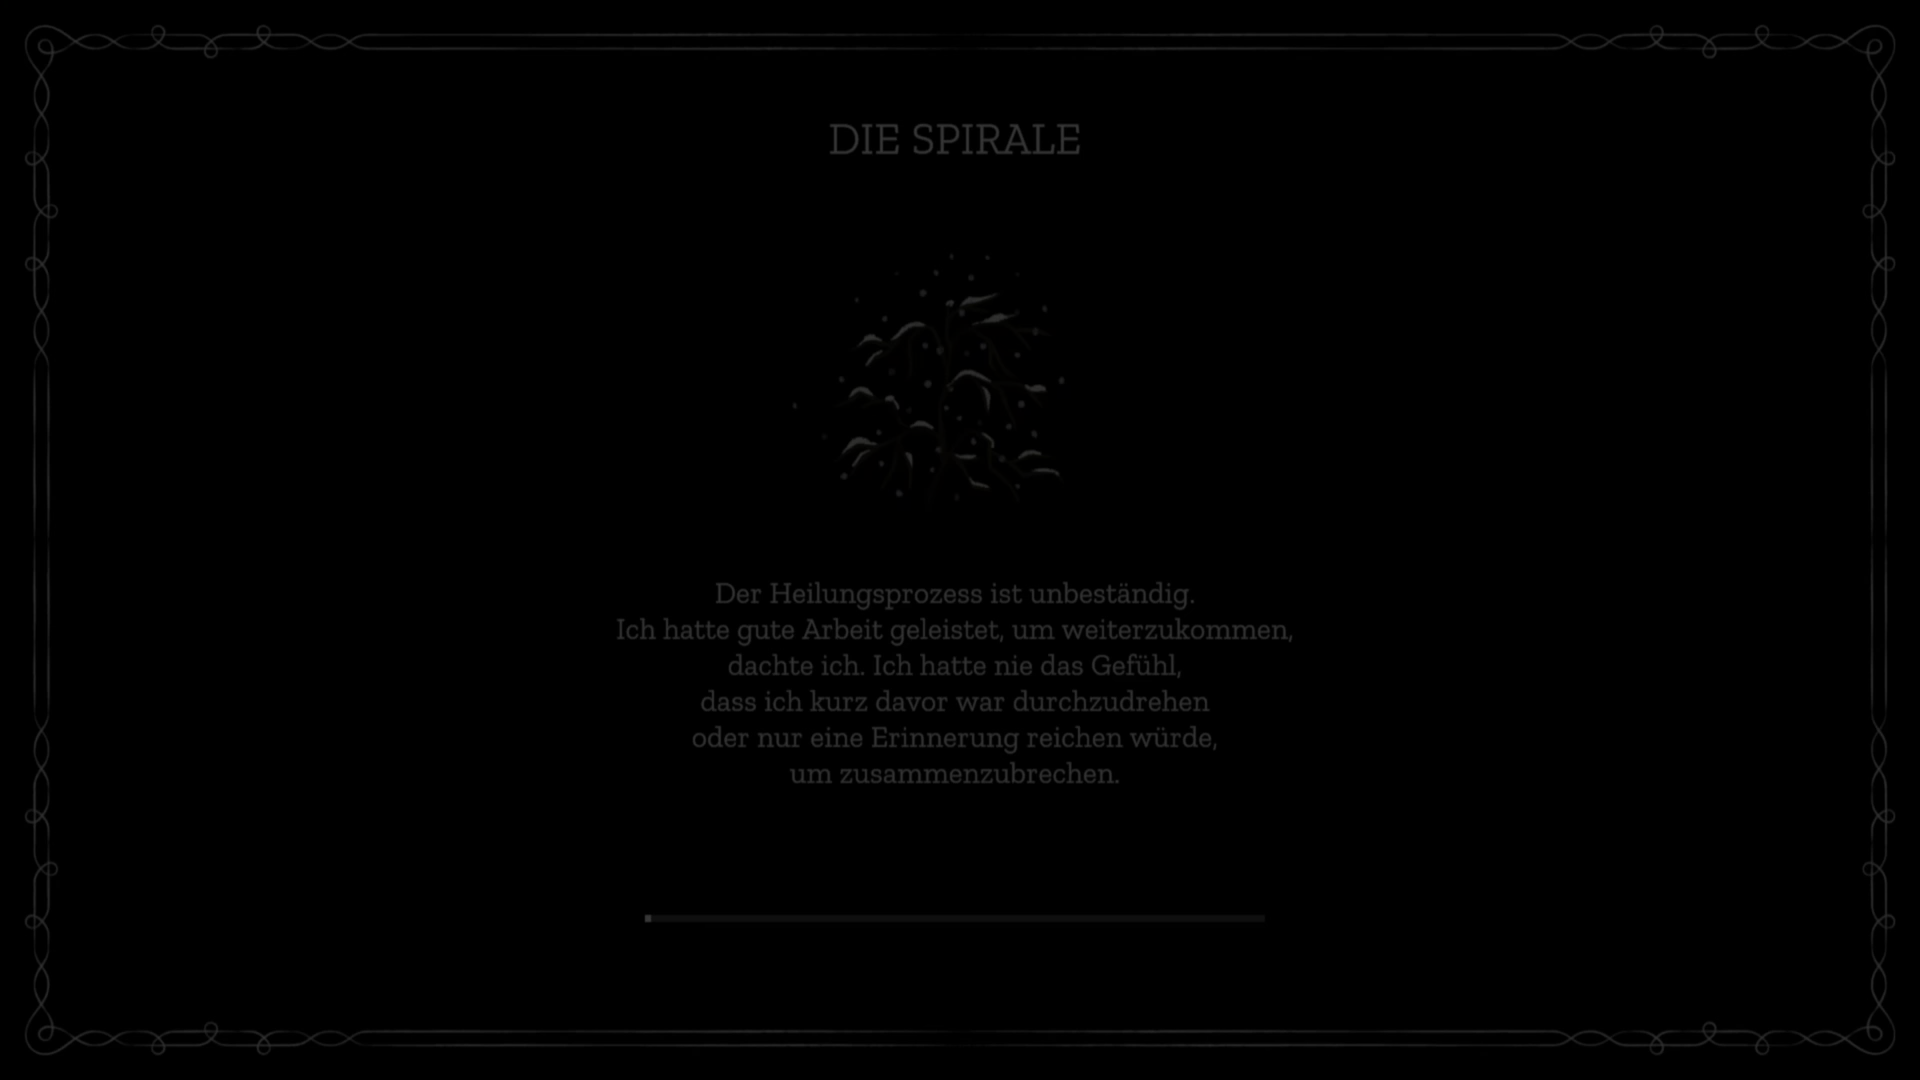 DIE SPIRALE
Der Heilungsprozess ist unbeständig.
Ich hatte gute Arbeit geleistet, um weiterzukommen,
dachte ich. Ich hatte nie das Gefühl,
dass ich kurz davor war durchzudrehen
oder nur eine Erinnerung reichen würde,
um zusammenzubrechen.